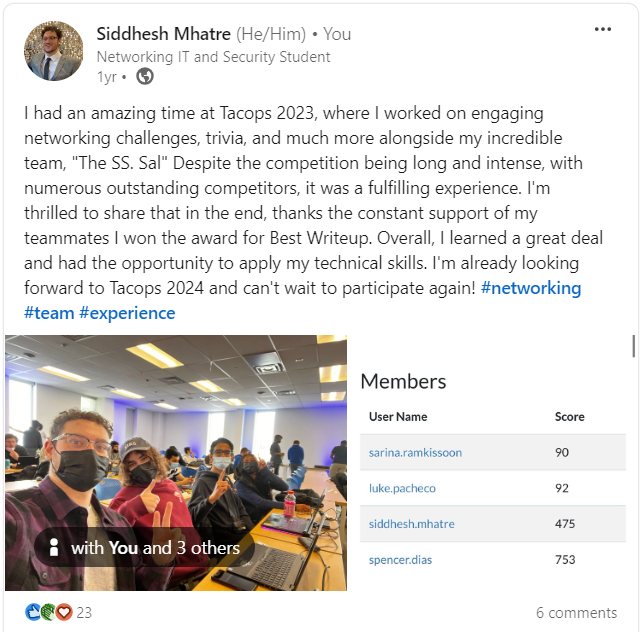 Siddhesh Mhatre (He/Him) • You
Networking IT and Security Student
1yr •
I had an amazing time at Tacops 2023, where I worked on engaging
networking challenges, trivia, and much more alongside my incredible
team, "The SS. Sal" Despite the competition being long and intense, with
numerous outstanding competitors, it was a fulfilling experience. I'm
thrilled to share that in the end, thanks the constant support of my
teammates I won the award for Best Writeup. Overall, I learned a great deal
and had the opportunity to apply my technical skills. I'm already looking
forward to Tacops 2024 and can't wait to participate again! #networking
#team #experience
with You and 3 others
Members
User Name Score
sarina.ramkissoon 90
luke.pacheco 92
siddhesh.mhatre 475
spencer.dias 753
23
6 comments